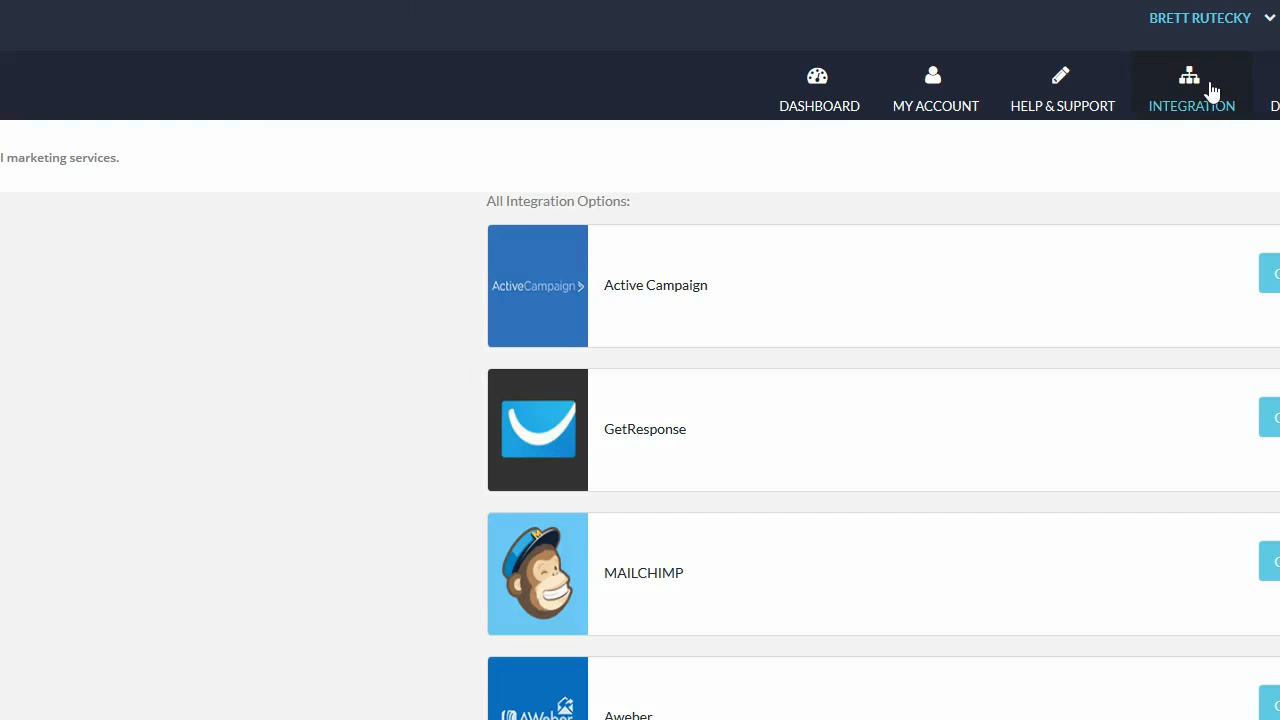 BRETT RUTECKY
DASHBOARD
MY ACCOUNT
HELP & SUPPORT
INTEGRATION
D
l marketing services.
All Integration Options:
ActiveCampaign
Active Campaign
GetResponse
M
MAILCHIMP
AWeber
Aweber